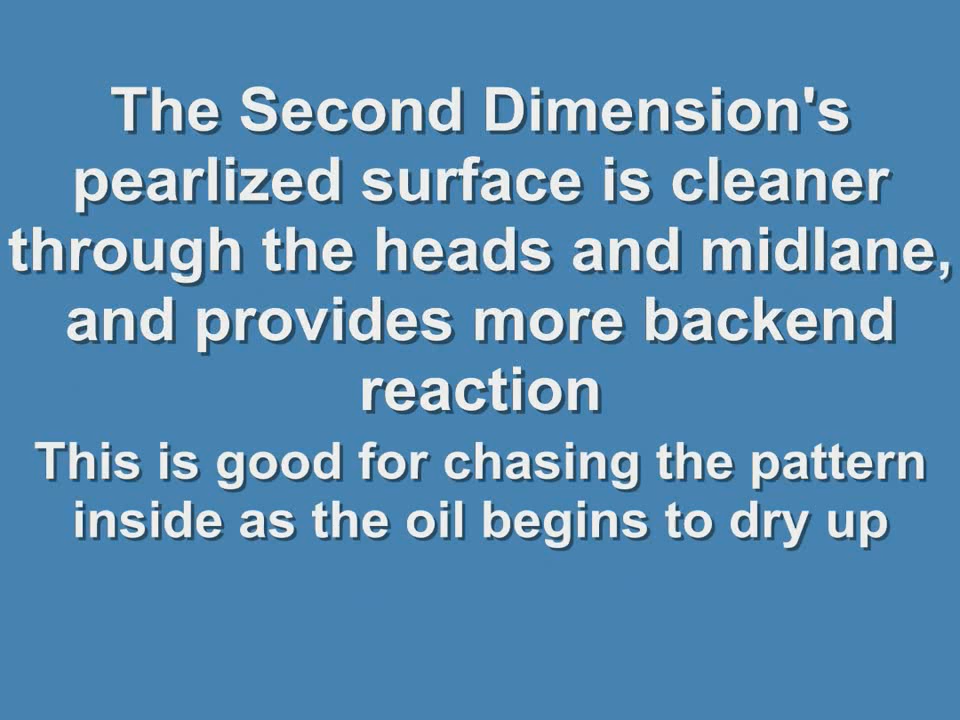 The Second Dimension's
pearlized surface is cleaner
through the heads and midlane,
and provides more backend
reaction
This is good for chasing the pattern
inside as the oil begins to dry up